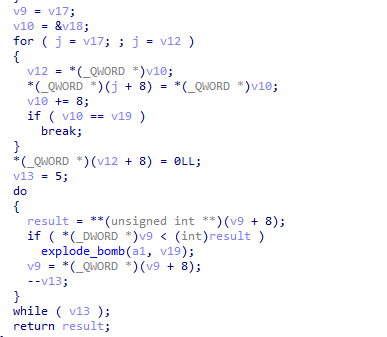 v9 = v17;
v10 = &v18;
for ( j = v17; ; j = v12 )
{
v12 = *(_QWORD *)v10;
*(_QWORD *)(j + 8) = *(_QWORD *)v10;
v10 += 8;
if ( v10 == v19 )
break;
}
*(_QWORD *)(v12 + 8) = 0LL;
v13 = 5;
do
{
result = **(unsigned int **)(v9 + 8);
if ( *(_DWORD *)v9 < (int)result )
explode_bomb(a1, v19);
v9 = *(_QWORD *)(v9 + 8);
--v13;
}
while ( v13 );
return result;